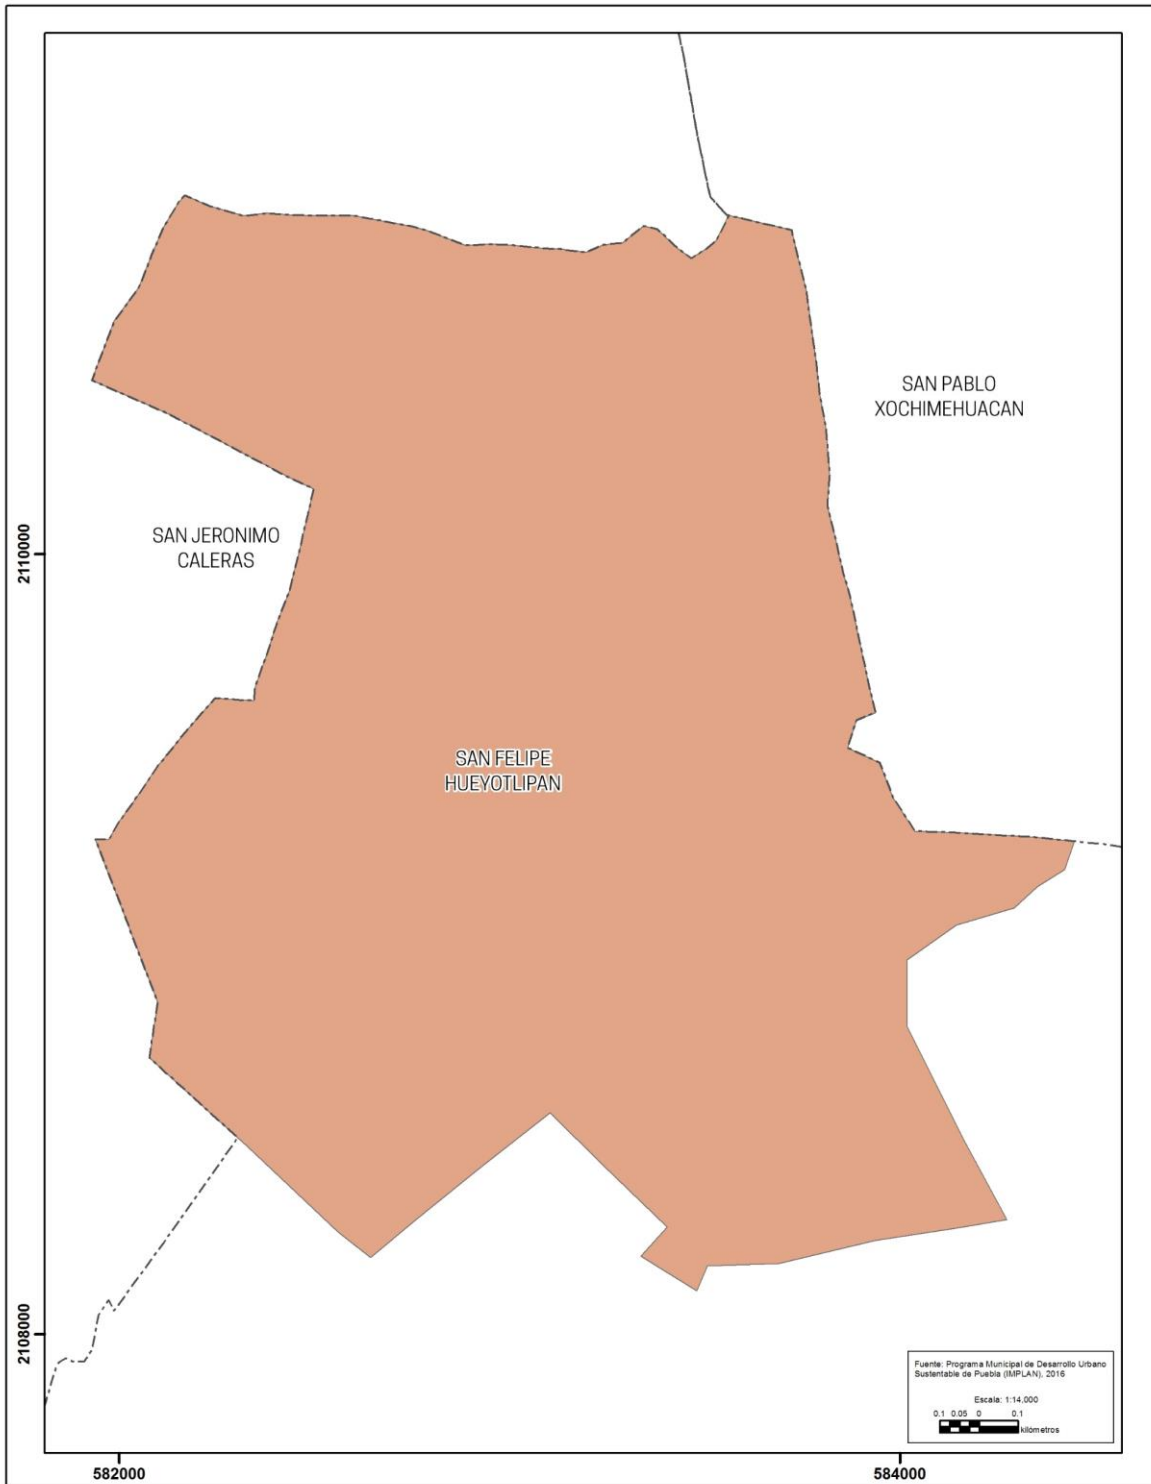 SAN PABLO
XOCHIMEHUACAN
SAN JERONIMO
CALERAS
2110000
SAN FELIPE
HUEYOTLIPAN
2108000
Fuente: Programa Municipal de Desarrollo Urbano
Sustentable de Puebla (IMPLAN), 2016
Escala: 1:14,000
0.1 0.05 0 0.1
kilómetros
582000 584000